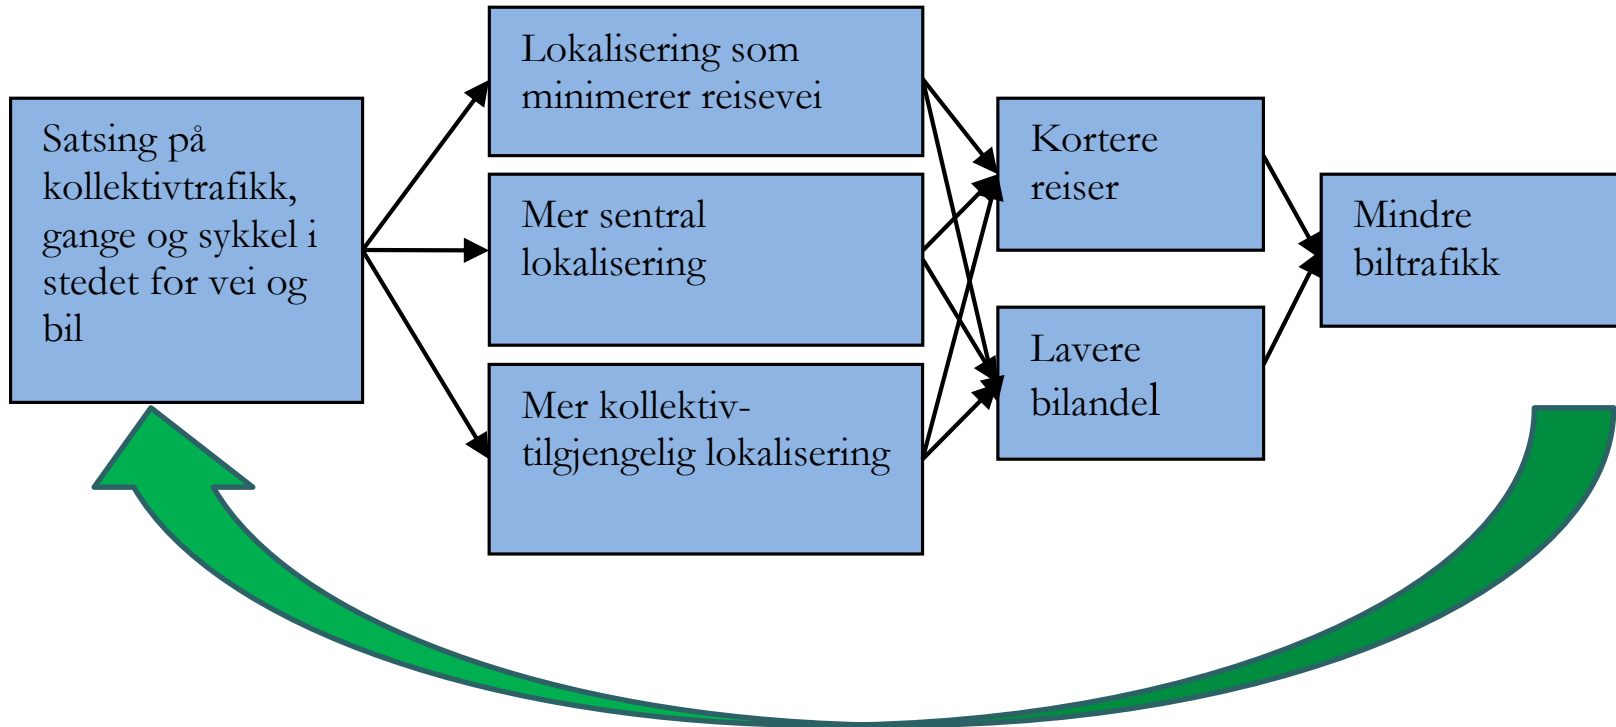 Satsing på
kollektivtrafikk,
gange og sykkel i
stedet for vei og
bil
Lokalisering som
minimerer reisevei
Mer sentral
lokalisering
Mer kollektiv-
tilgjengelig lokalisering
Kortere
reiser
Lavere
bilandel
Mindre
biltrafikk